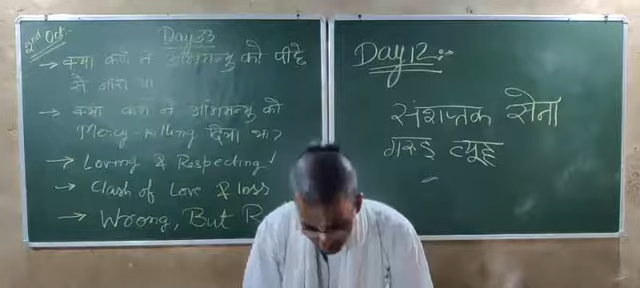 2nd Oct.
Day 33
→ क्या कर्ण ने अभिमन्यु को पीछे
से मारा था
→ क्या कर्ण ने अभिमन्यु को
Mercy-killing दिया था?
→ Loving & Respecting
→ Clash of Love & loss
→ Wrong, But R
Day 12
संशप्तक सेना
गरुड़ व्यूह